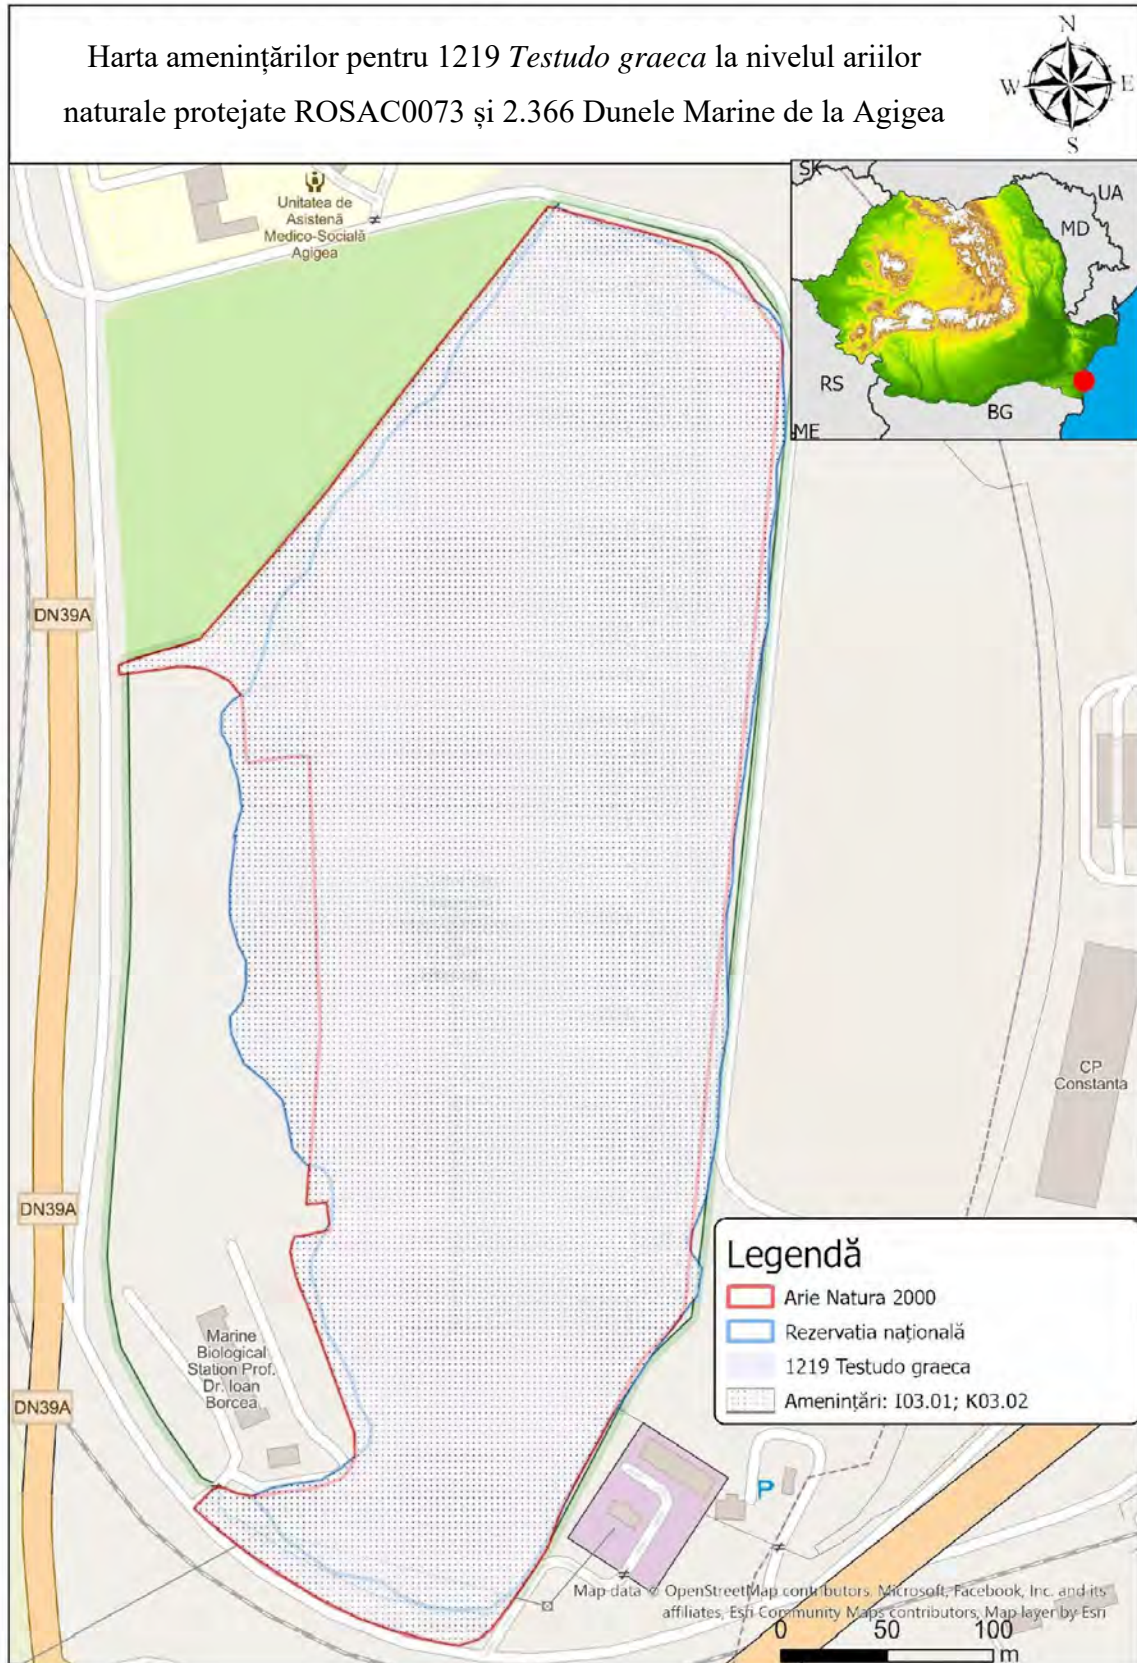 Harta amenințărilor pentru 1219 Testudo graeca la nivelul ariilor
naturale protejate ROSAC0073 și 2.366 Dunele Marine de la Agigea
N
W
E
S
SK
UA
MD
RS
BG
ME
Unitatea de
Asistenă
Medico-Socială
Agigea
DN39A
CP
Constanta
DN39A
Marine
Biological
Station Prof.
Dr. Ioan
Borcea
DN39A
Legendă
Arie Natura 2000
Rezervatia națională
1219 Testudo graeca
Amenințări: I03.01; K03.02
P
Map data © OpenStreetMap contributors, Microsoft, Facebook, Inc. and its
affiliates, Esri Community Maps contributors, Map layer by Esri
0 50 100
m